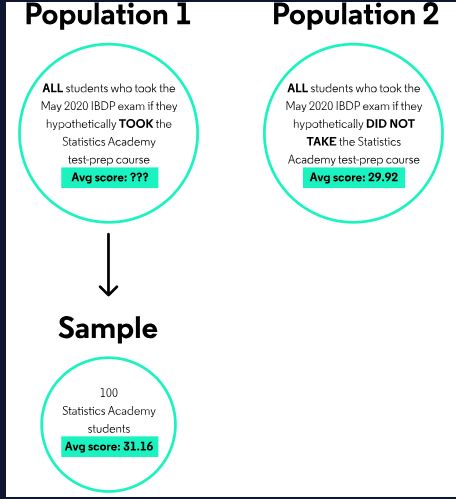 Population 1
ALL students who took the
May 2020 IBDP exam if they
hypothetically TOOK the
Statistics Academy
test-prep course
Avg score: ???
Population 2
ALL students who took the
May 2020 IBDP exam if they
hypothetically DID NOT
TAKE the Statistics
Academy test-prep course
Avg score: 29.92
Sample
100
Statistics Academy
students
Avg score: 31.16